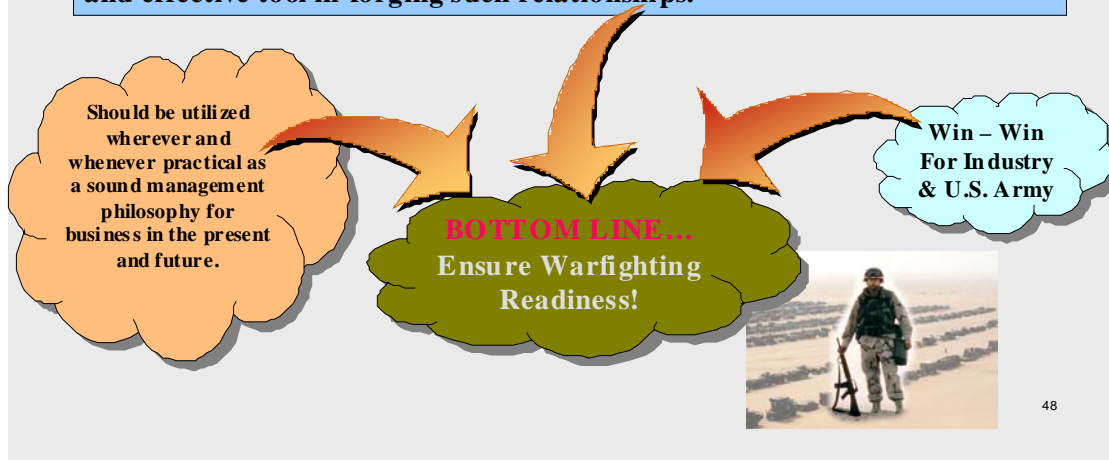 and effective tool in forging such relationships.
Should be utilized
wherever and
whenever practical as
a sound management
philosophy for
business in the present
and future.
Win – Win
For Industry
& U.S. Army
BOTTOM LINE…
Ensure Warfighting
Readiness!
48